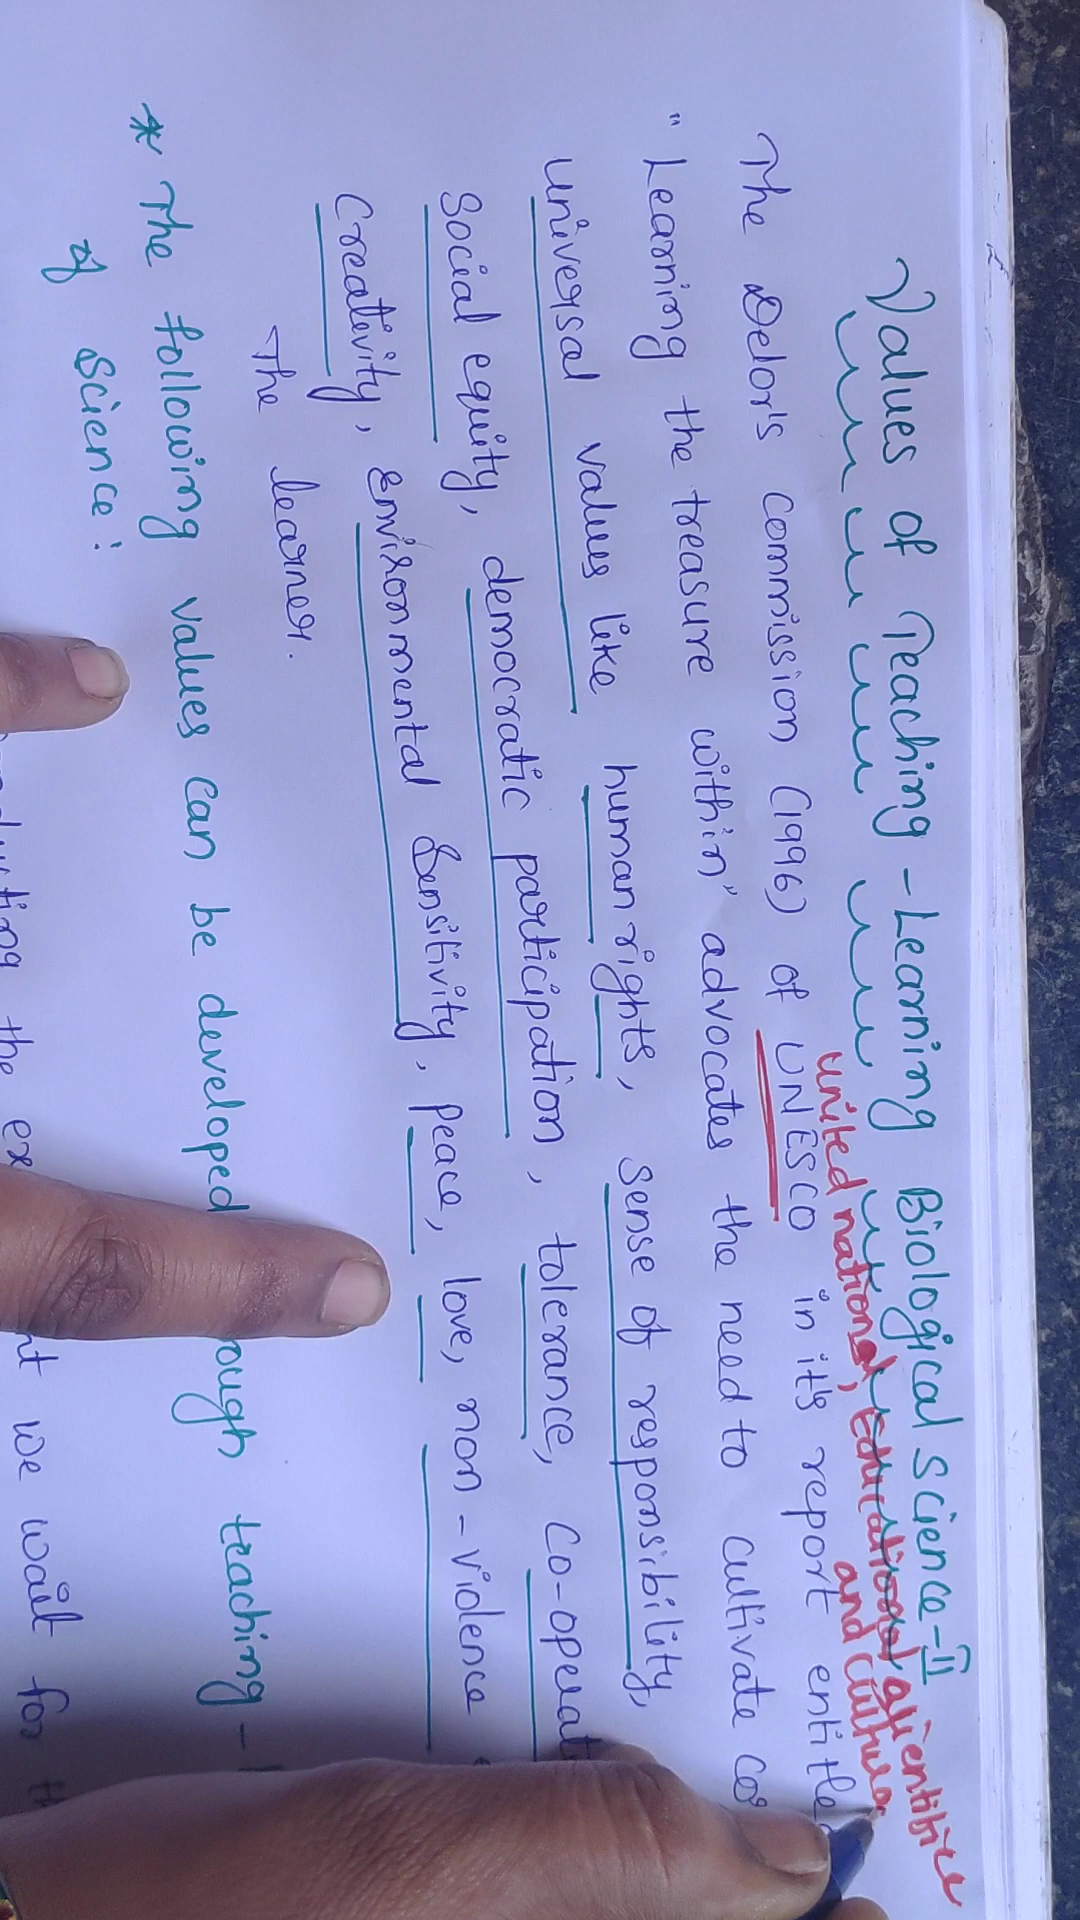 Values of Teaching - Learning Biological Science - II
The Delor's Commission (1996) of UNESCO in it's report entitled
united national, Educational scientific
and cultural
"Learning the treasure within" advocates the need to cultivate
universal values like human rights, sense of responsibility,
Social equity, democratic participation, tolerance, Co-operat
Creativity, environmental Sensitivity, peace, love, non-violence
The learner.
* The following values can be developed teaching -
of Science:
the we wait for